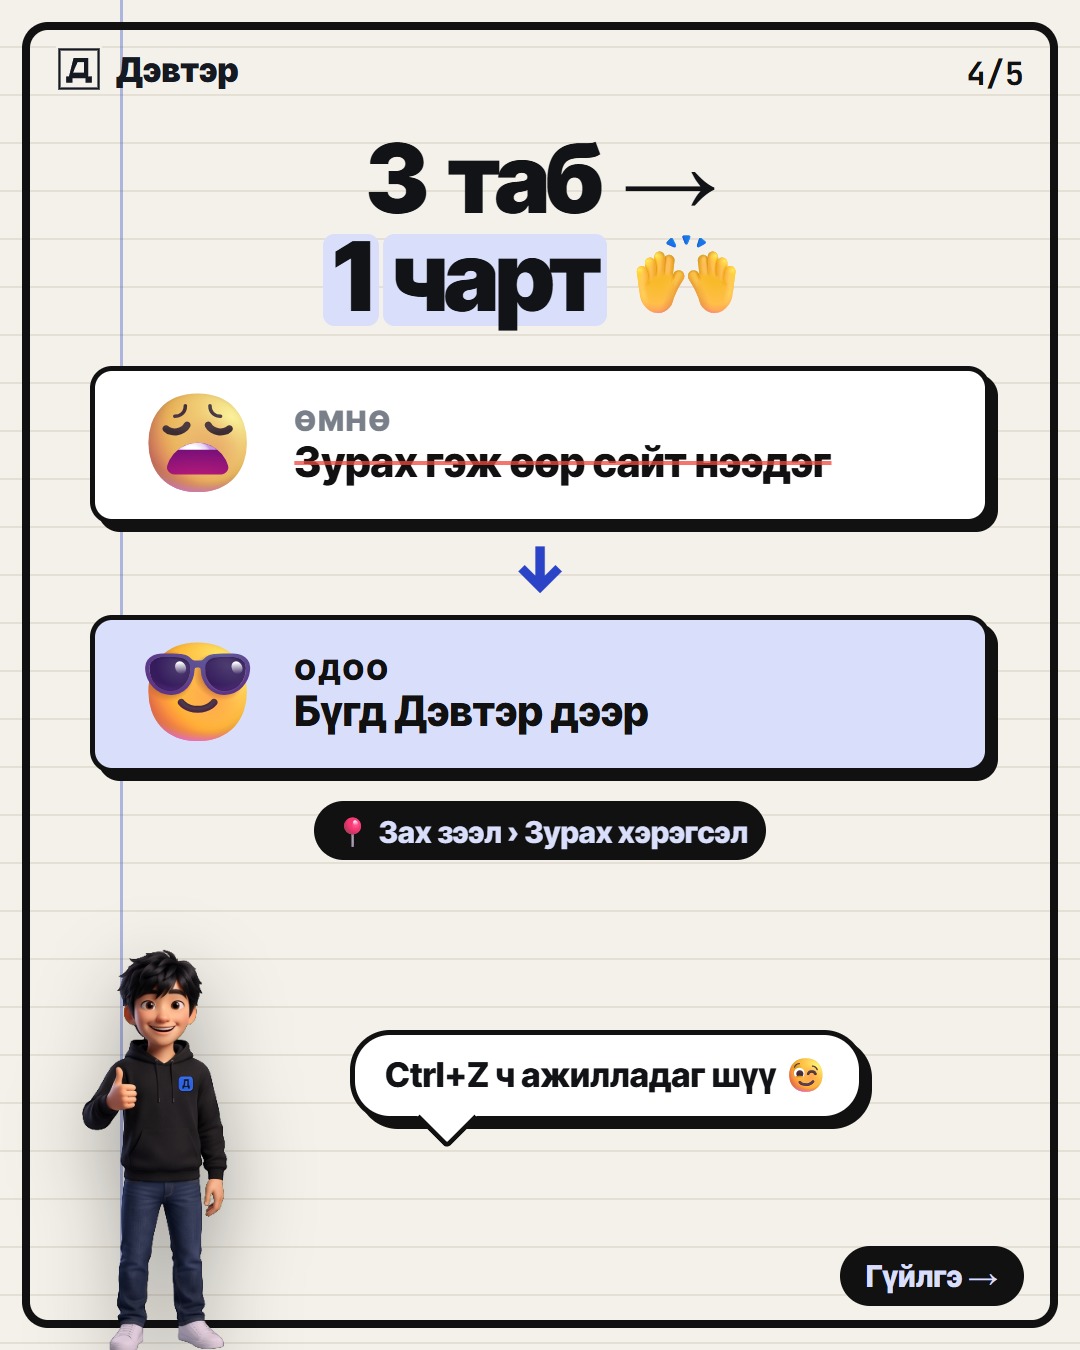 Д Дэвтэр
4/5
3 таб →
1 чарт 🙌
өмнө
Зурах гэж өөр сайт нээдэг
↓
одоо
Бүгд Дэвтэр дээр
📍 Зах зээл › Зурах хэрэгсэл
Д
Ctrl+Z ч ажилладаг шүү 😉
Гүйлгэ →